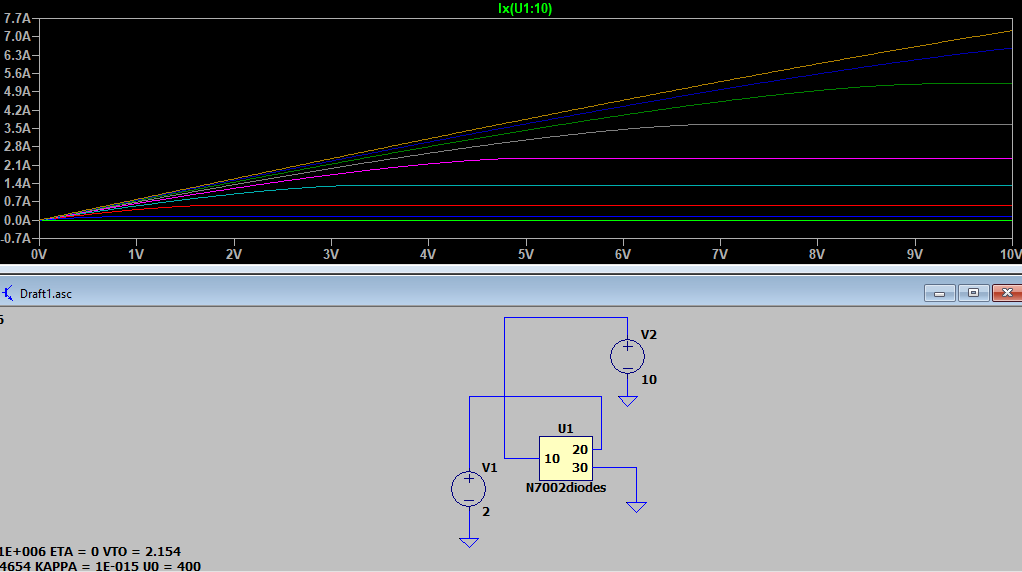 Ix(U1:10)
7.7A
7.0A
6.3A
5.6A
4.9A
4.2A
3.5A
2.8A
2.1A
1.4A
0.7A
0.0A
-0.7A
0V 1V 2V 3V 4V 5V 6V 7V 8V 9V 10V
Draft1.asc
V2
10
U1
20
10
30
N7002diodes
V1
2
1E+006 ETA = 0 VTO = 2.154
4654 KAPPA = 1E-015 U0 = 400